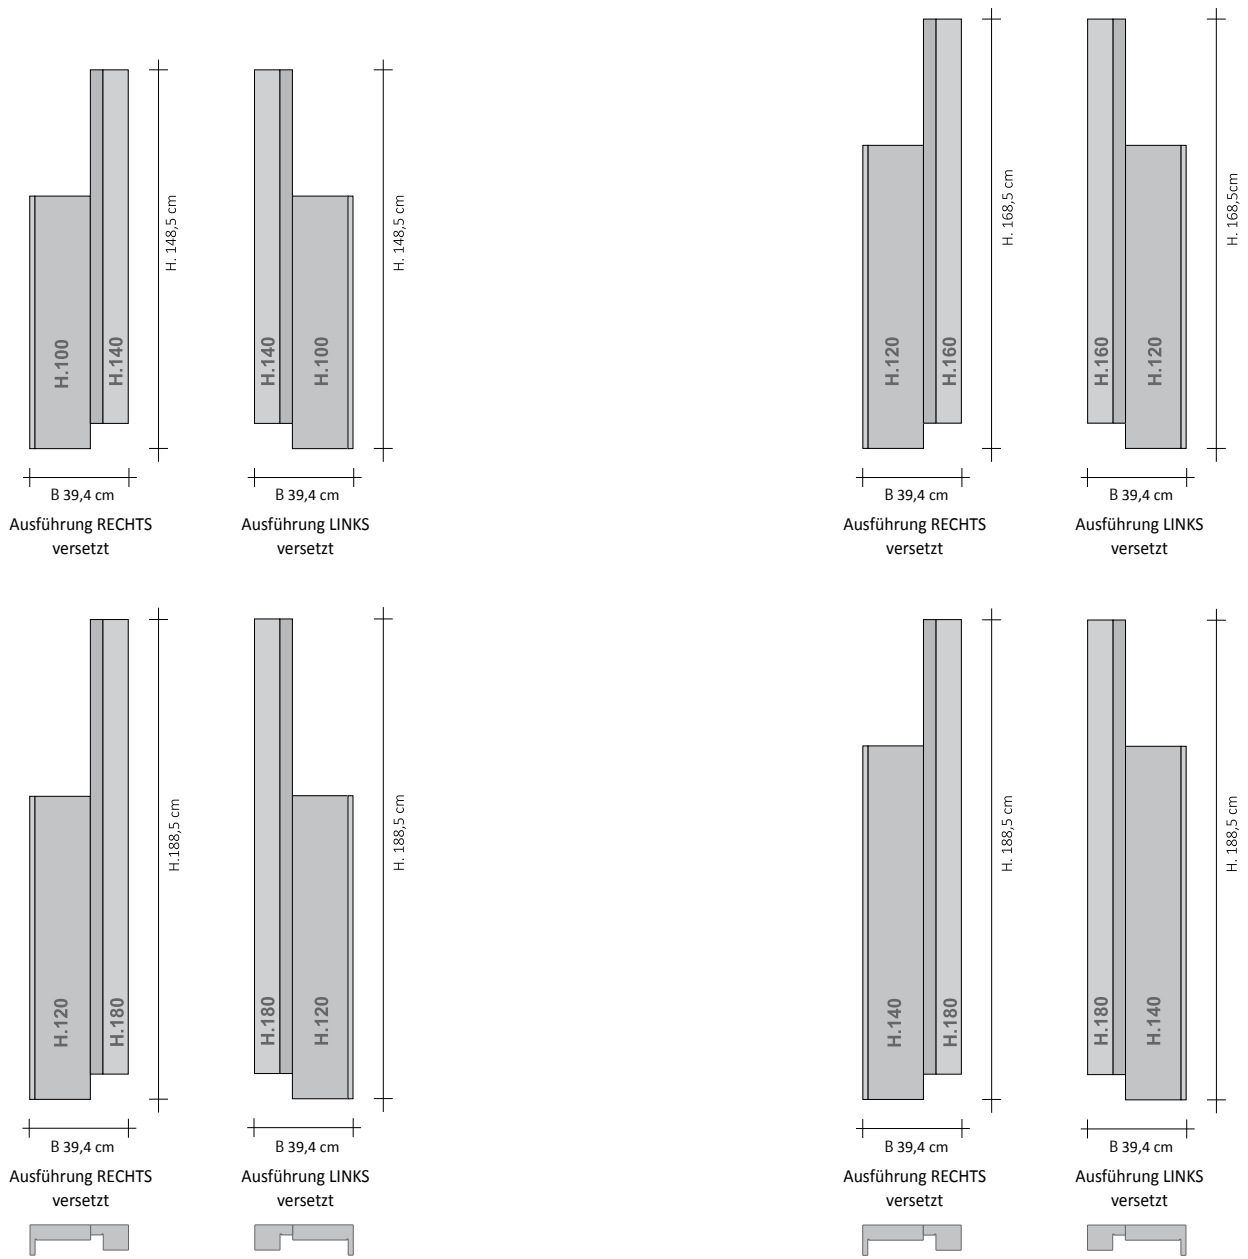 H.100
H.140
H. 148,5 cm
B 39,4 cm
Ausführung RECHTS
versetzt
H.140
H.100
H. 148,5 cm
B 39,4 cm
Ausführung LINKS
versetzt
H.120
H.160
H. 168,5 cm
B 39,4 cm
Ausführung RECHTS
versetzt
H.160
H.120
H. 168,5cm
B 39,4 cm
Ausführung LINKS
versetzt
H.120
H.180
H.188,5 cm
B 39,4 cm
Ausführung RECHTS
versetzt
H.180
H.120
H. 188,5 cm
B 39,4 cm
Ausführung LINKS
versetzt
H.140
H.180
H. 188,5 cm
B 39,4 cm
Ausführung RECHTS
versetzt
H.180
H.140
H. 188,5 cm
B 39,4 cm
Ausführung LINKS
versetzt